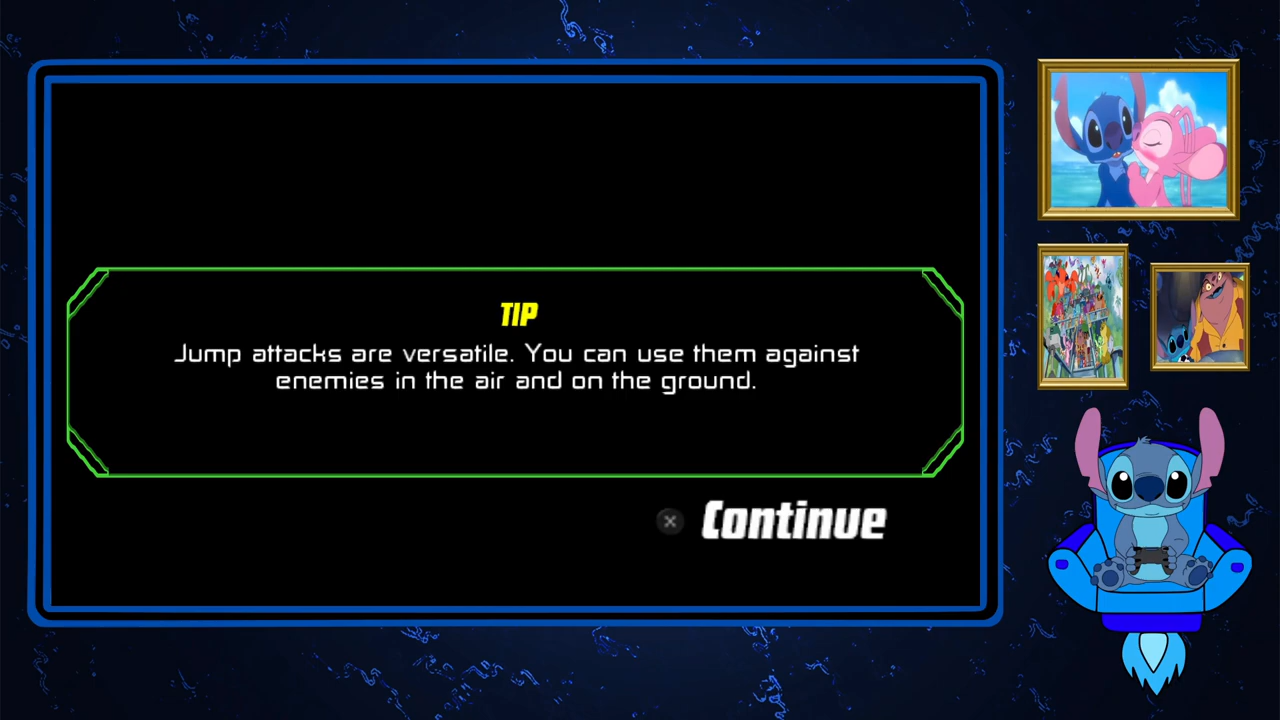 TIP
Jump attacks are versatile. You can use them against
enemies in the air and on the ground.
Continue